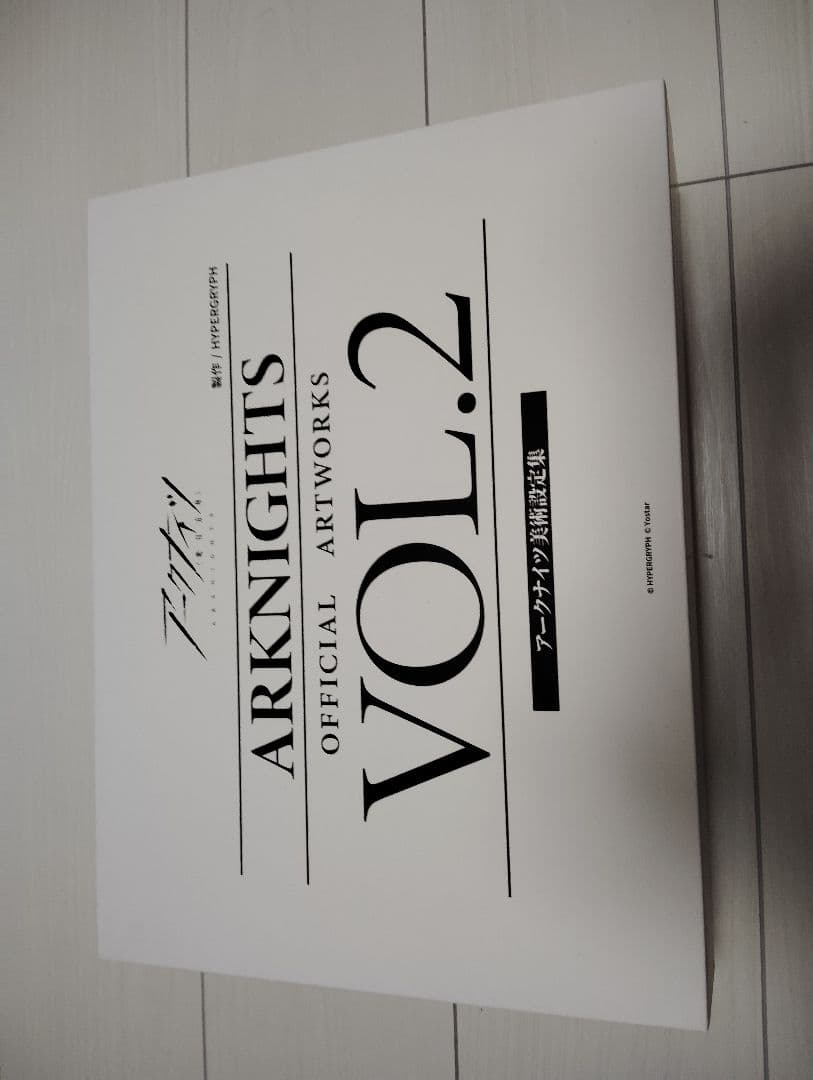 アークナイツ
ARKNIGHTS
製作 / HYPERGRYPH
ARKNIGHTS
OFFICIAL ARTWORKS
VOL.2
アークナイツ美術設定集
© HYPERGRYPH © Yostar